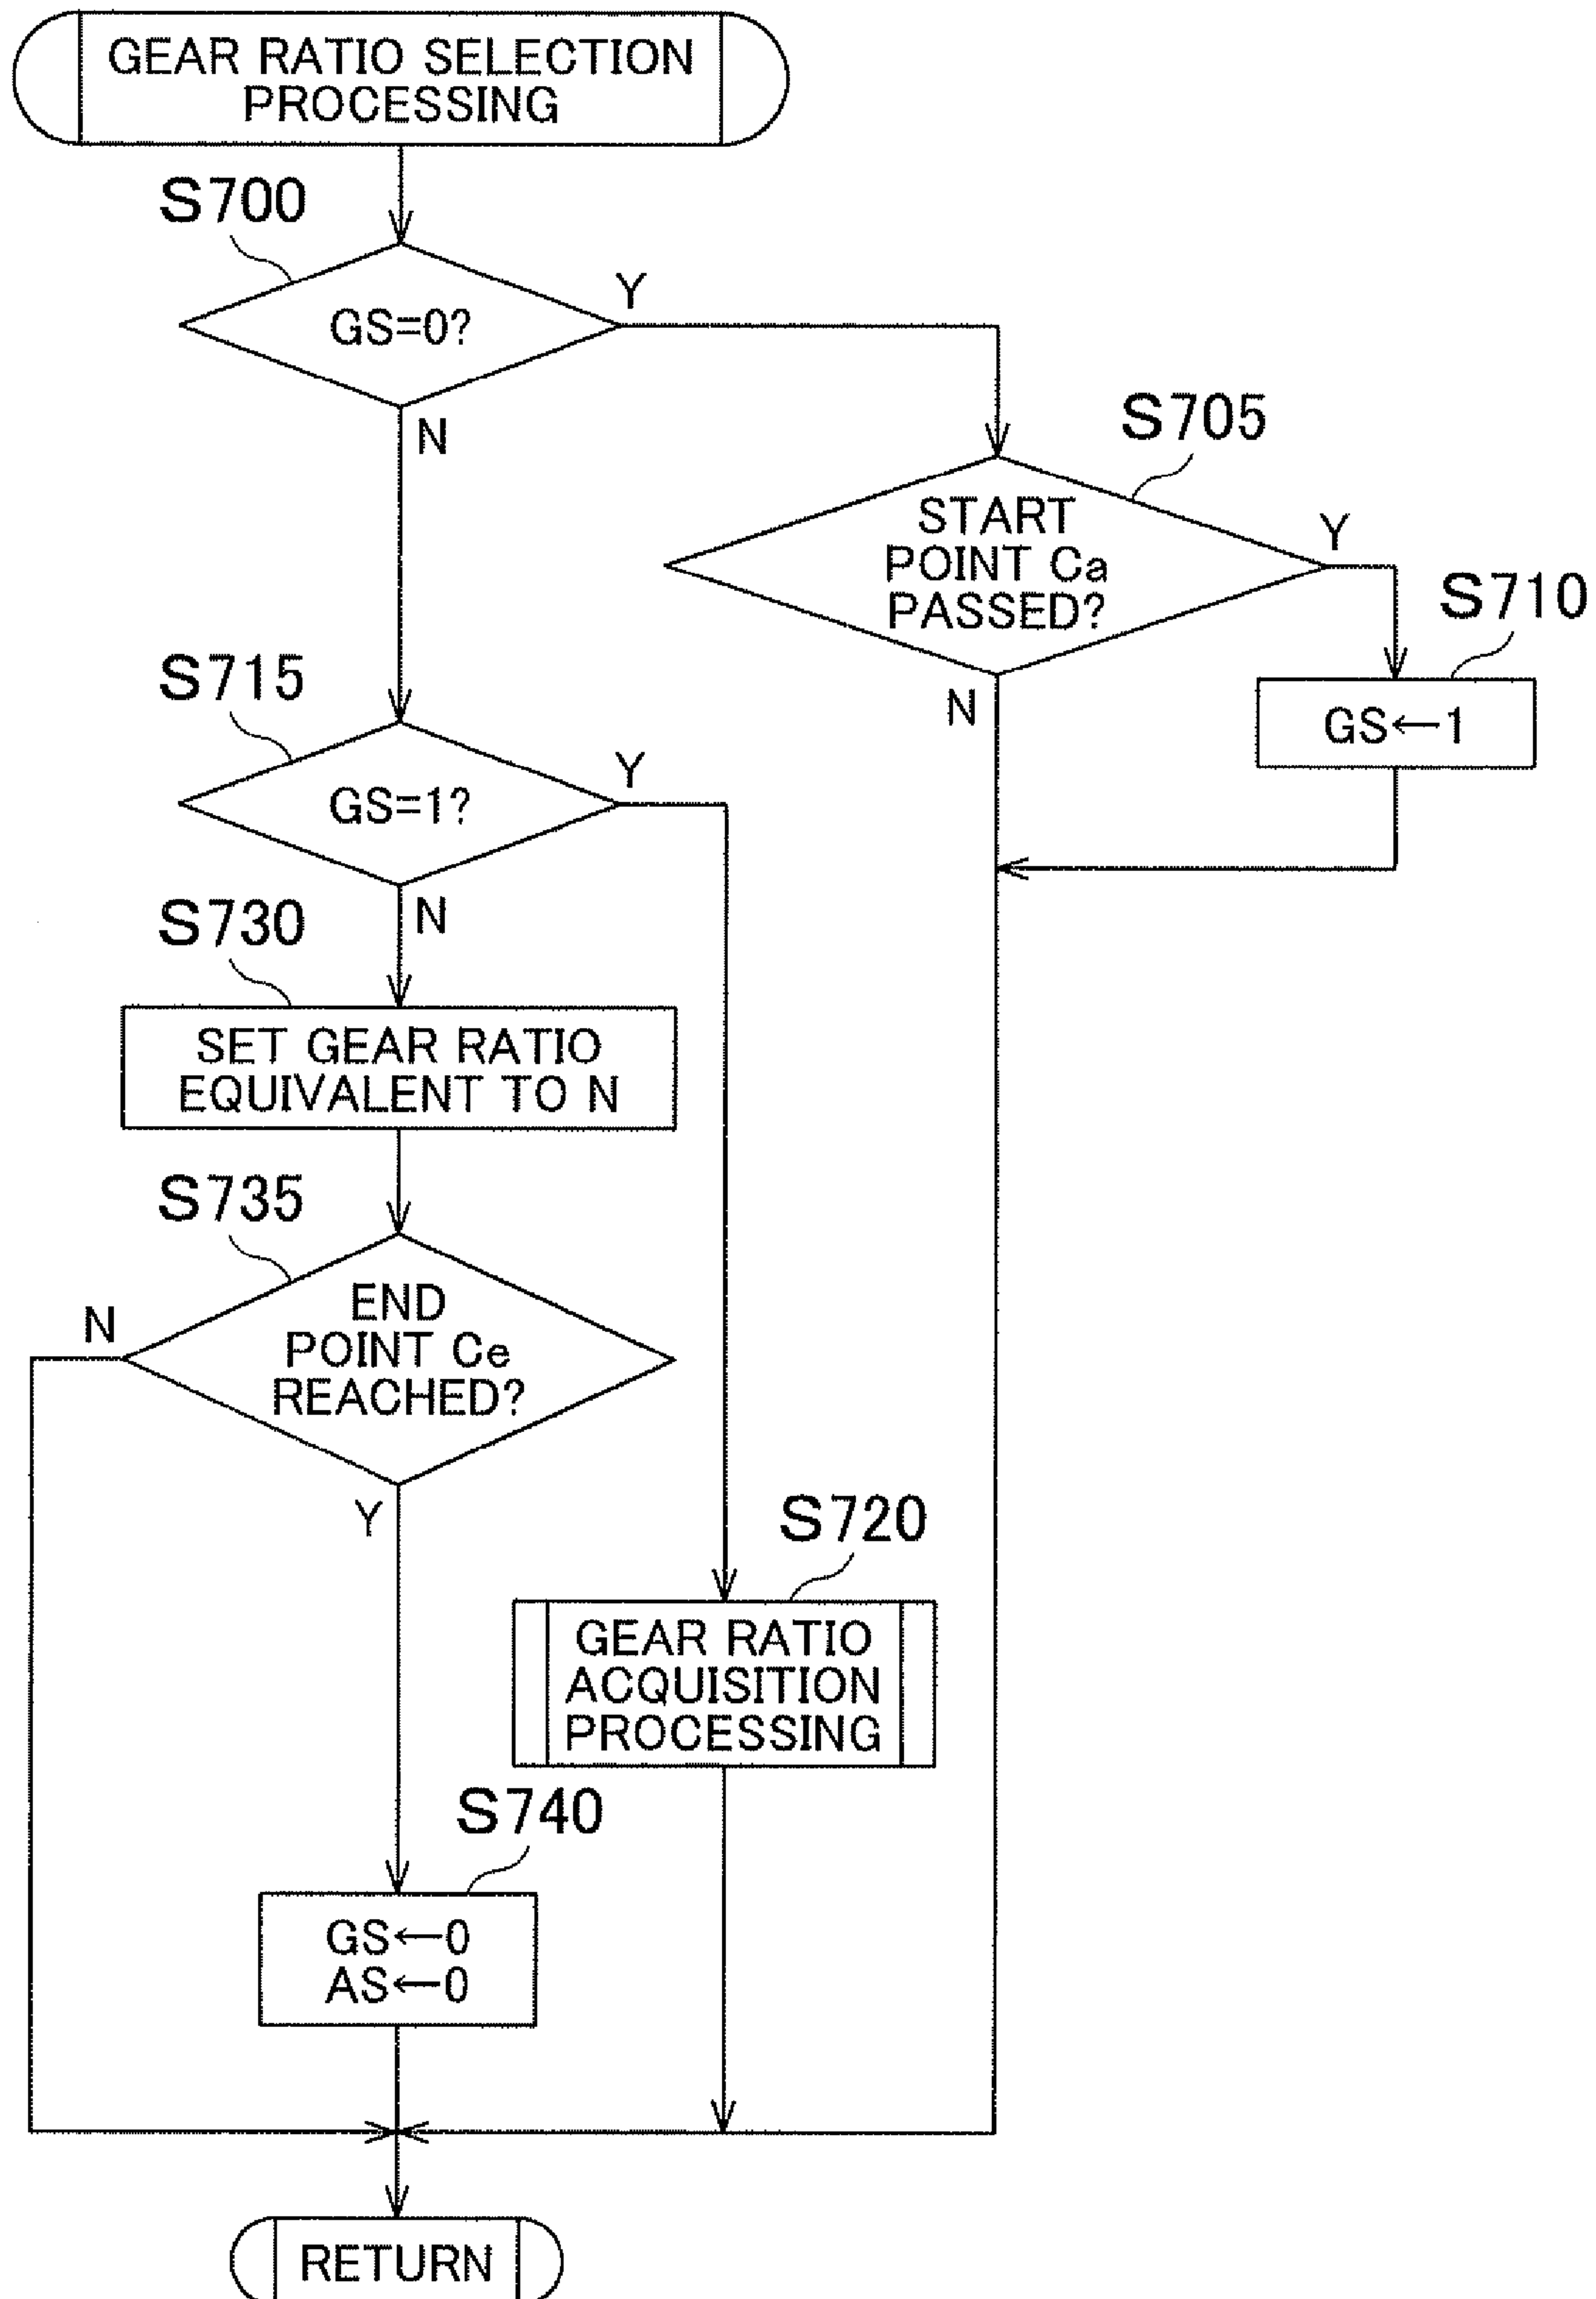 GEAR RATIO SELECTION
PROCESSING
S700
GS=0?
Y
N
S705
START
POINT Ca
PASSED?
Y
N
S710
GS←1
S715
GS=1?
Y
N
S730
SET GEAR RATIO
EQUIVALENT TO N
S735
END
POINT Ce
REACHED?
N
Y
S720
GEAR RATIO
ACQUISITION
PROCESSING
S740
GS←0
AS←0
RETURN